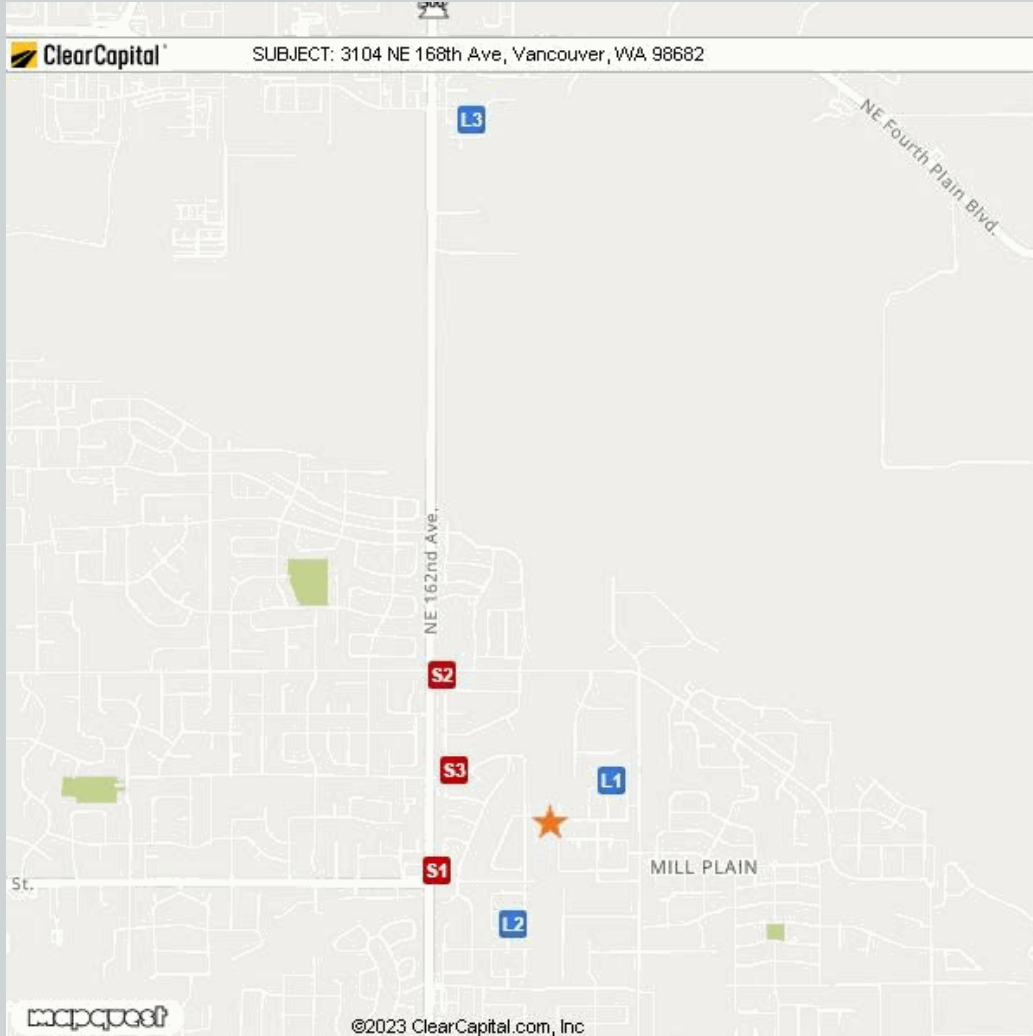 500
ClearCapital
SUBJECT: 3104 NE 168th Ave, Vancouver, WA 98682
L3
NE Fourth Plain Blvd.
NE 162nd Ave.
S2
S3
L1
S1
MILL PLAIN
St.
L2
mapquest
©2023 ClearCapital.com, Inc